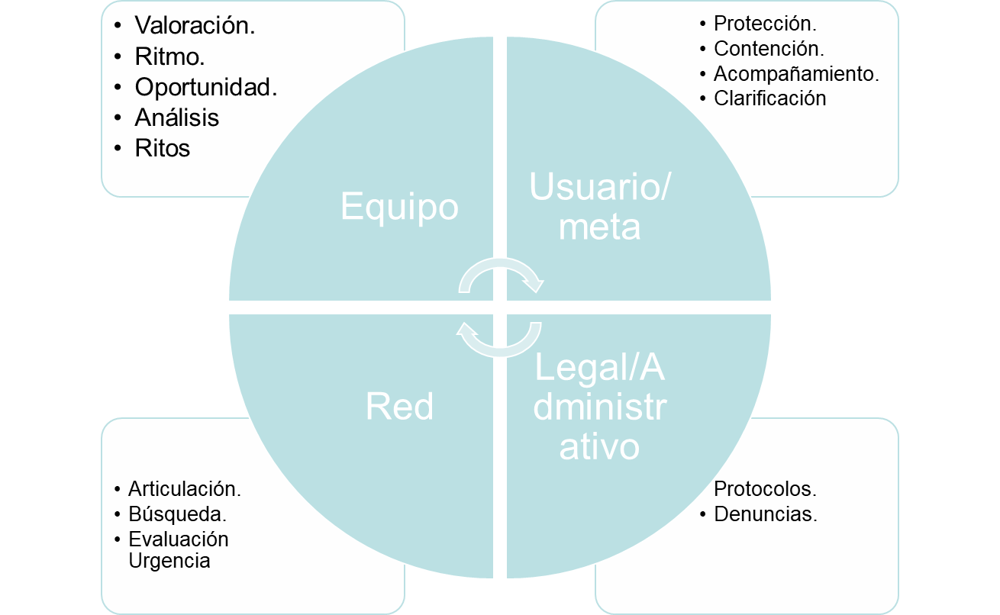 • Valoración.
• Ritmo.
• Oportunidad.
• Análisis
• Ritos
• Protección.
• Contención.
• Acompañamiento.
• Clarificación
Equipo
Usuario/
meta
Red
Legal/A
dministr
ativo
• Articulación.
• Búsqueda.
• Evaluación
Urgencia
Protocolos.
• Denuncias.